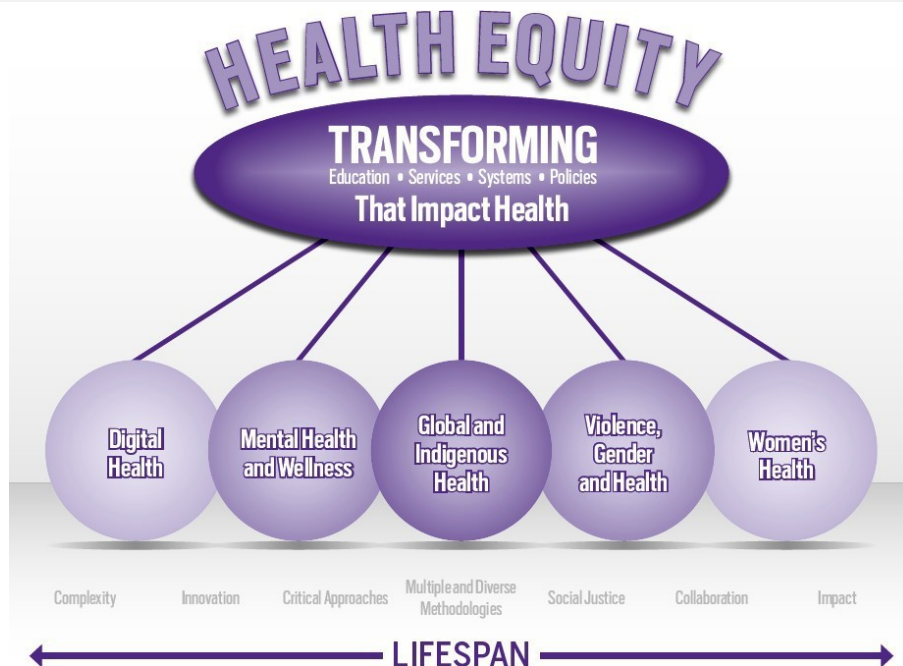 HEALTH EQUITY
TRANSFORMING
Education • Services • Systems • Policies
That Impact Health
Digital
Health
Mental Health
and Wellness
Global and
Indigenous
Health
Violence,
Gender
and Health
Women's
Health
Complexity
Innovation
Critical Approaches
Multiple and Diverse
Methodologies
Social Justice
Collaboration
Impact
LIFESPAN